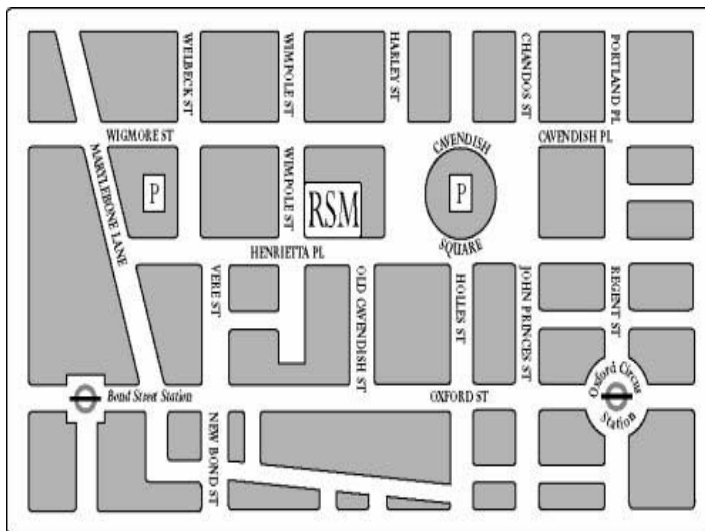 WELBECK ST
WIMPOLE ST
HARLEY ST
CHANDOS ST
PORTLAND PL
WIGMORE ST
CAVENDISH PL
MARYLEBONE LANE
P
WIMPOLE ST
RSM
CAVENDISH
P
SQUARE
HENRIETTA PL
VERE ST
OLD CAVENDISH ST
HOLLES ST
JOHN PRINCES ST
REGENT ST
Bond Street Station
OXFORD ST
Oxford Circus
Station
NEW BOND ST